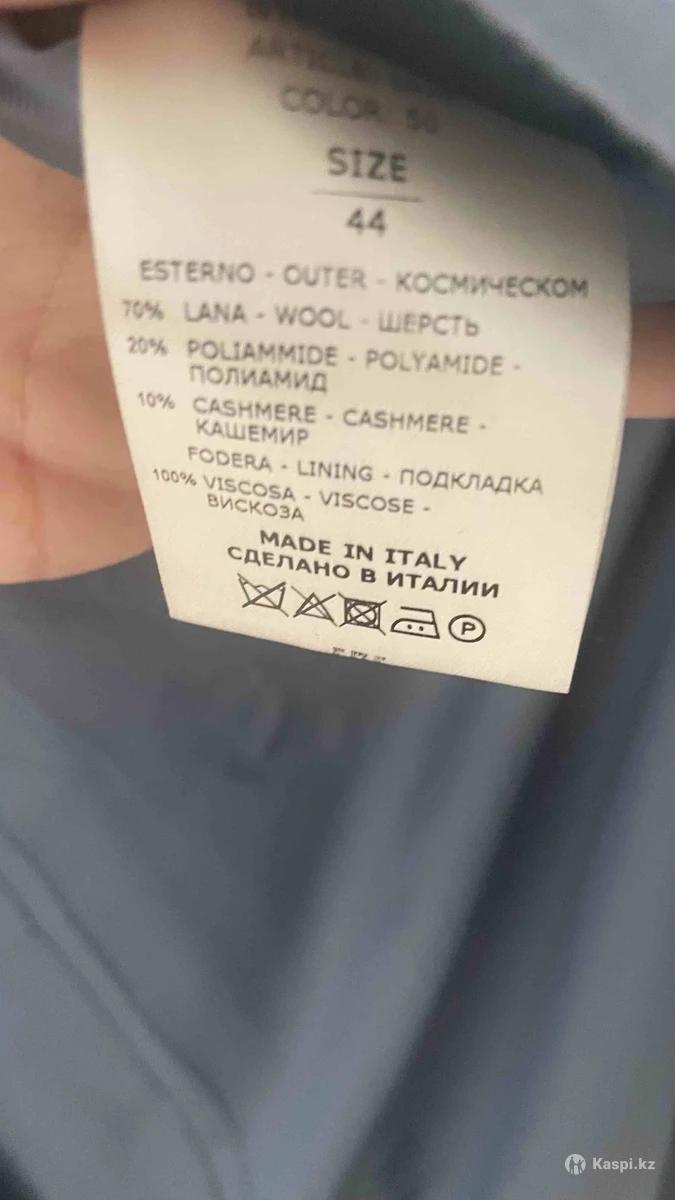 ARTICLE:
COLOR: 50
SIZE
44
ESTERNO - OUTER - КОСМИЧЕСКОМ
70% LANA - WOOL - ШЕРСТЬ
20% POLIAMMIDE - POLYAMIDE -
ПОЛИАМИД
10% CASHMERE - CASHMERE -
КАШЕМИР
FODERA - LINING - ПОДКЛАДКА
100% VISCOSA - VISCOSE -
ВИСКОЗА
MADE IN ITALY
СДЕЛАНО В ИТАЛИИ
P
Kaspi.kz